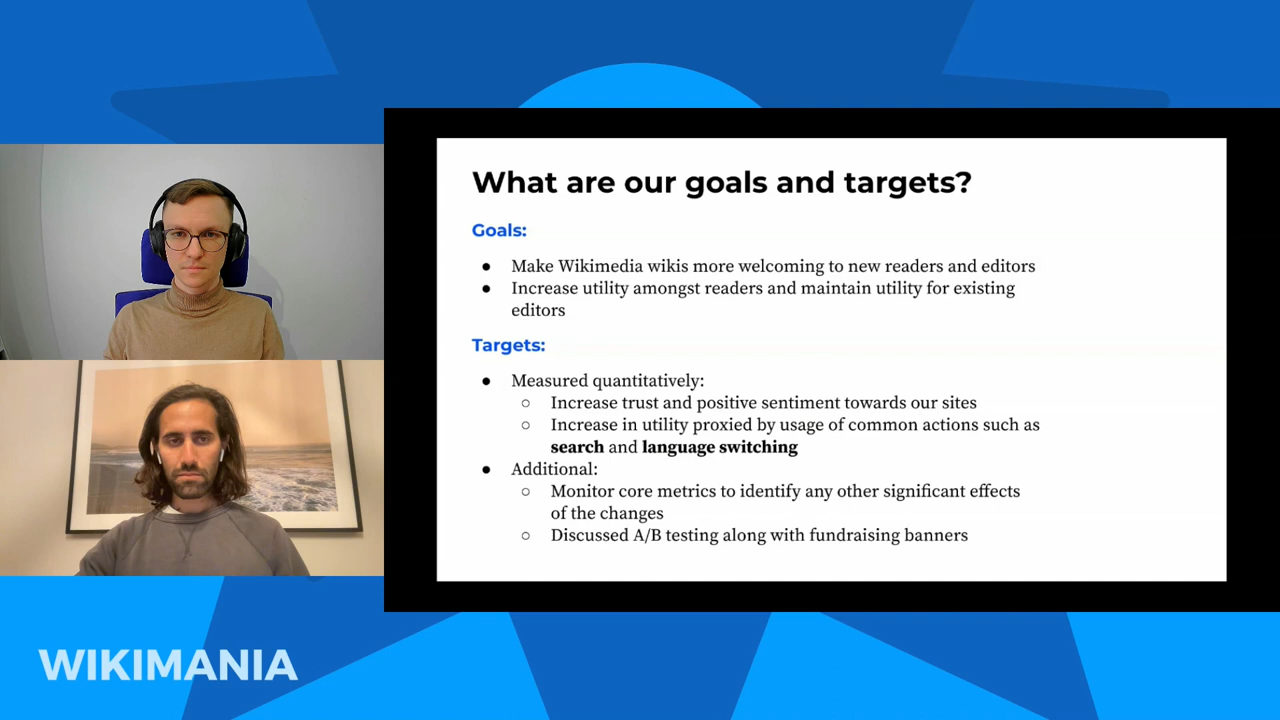 What are our goals and targets?
Goals:
● Make Wikimedia wikis more welcoming to new readers and editors
● Increase utility amongst readers and maintain utility for existing
editors
Targets:
● Measured quantitatively:
○ Increase trust and positive sentiment towards our sites
○ Increase in utility proxied by usage of common actions such as
search and language switching
● Additional:
○ Monitor core metrics to identify any other significant effects
of the changes
○ Discussed A/B testing along with fundraising banners
WIKIMANIA